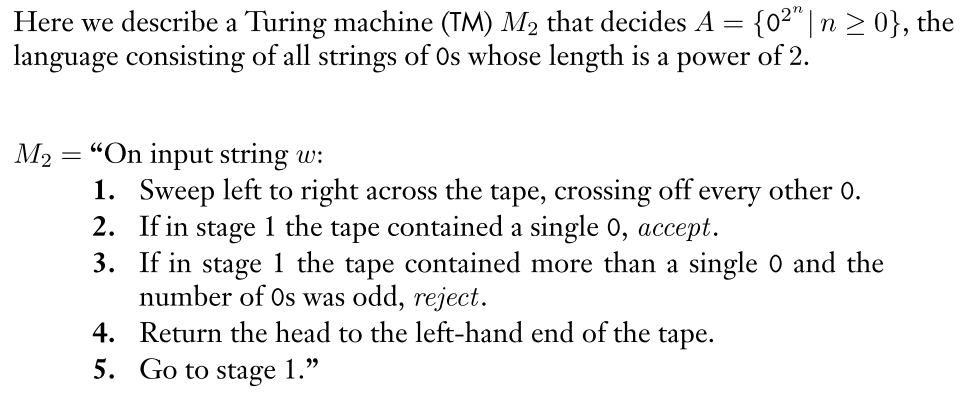 Here we describe a Turing machine (TM) M₂ that decides A = {0^{2^n} | n ≥ 0}, the
language consisting of all strings of 0s whose length is a power of 2.
M₂ = “On input string w:
1. Sweep left to right across the tape, crossing off every other 0.
2. If in stage 1 the tape contained a single 0, accept.
3. If in stage 1 the tape contained more than a single 0 and the
number of 0s was odd, reject.
4. Return the head to the left-hand end of the tape.
5. Go to stage 1.”